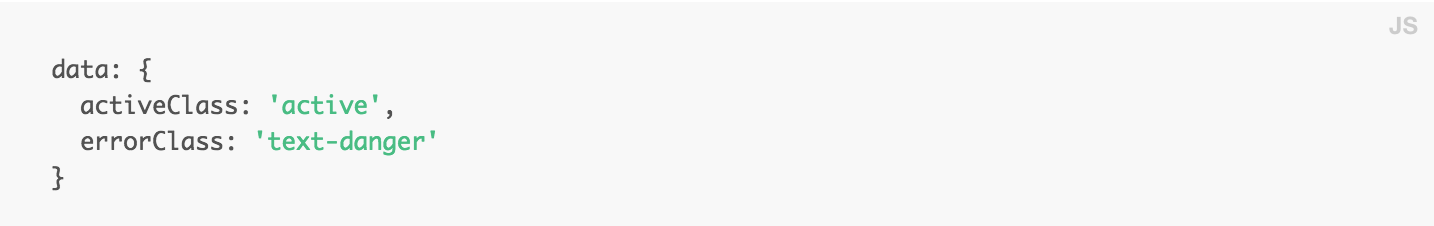 JS
data: {
  activeClass: 'active',
  errorClass: 'text-danger'
}